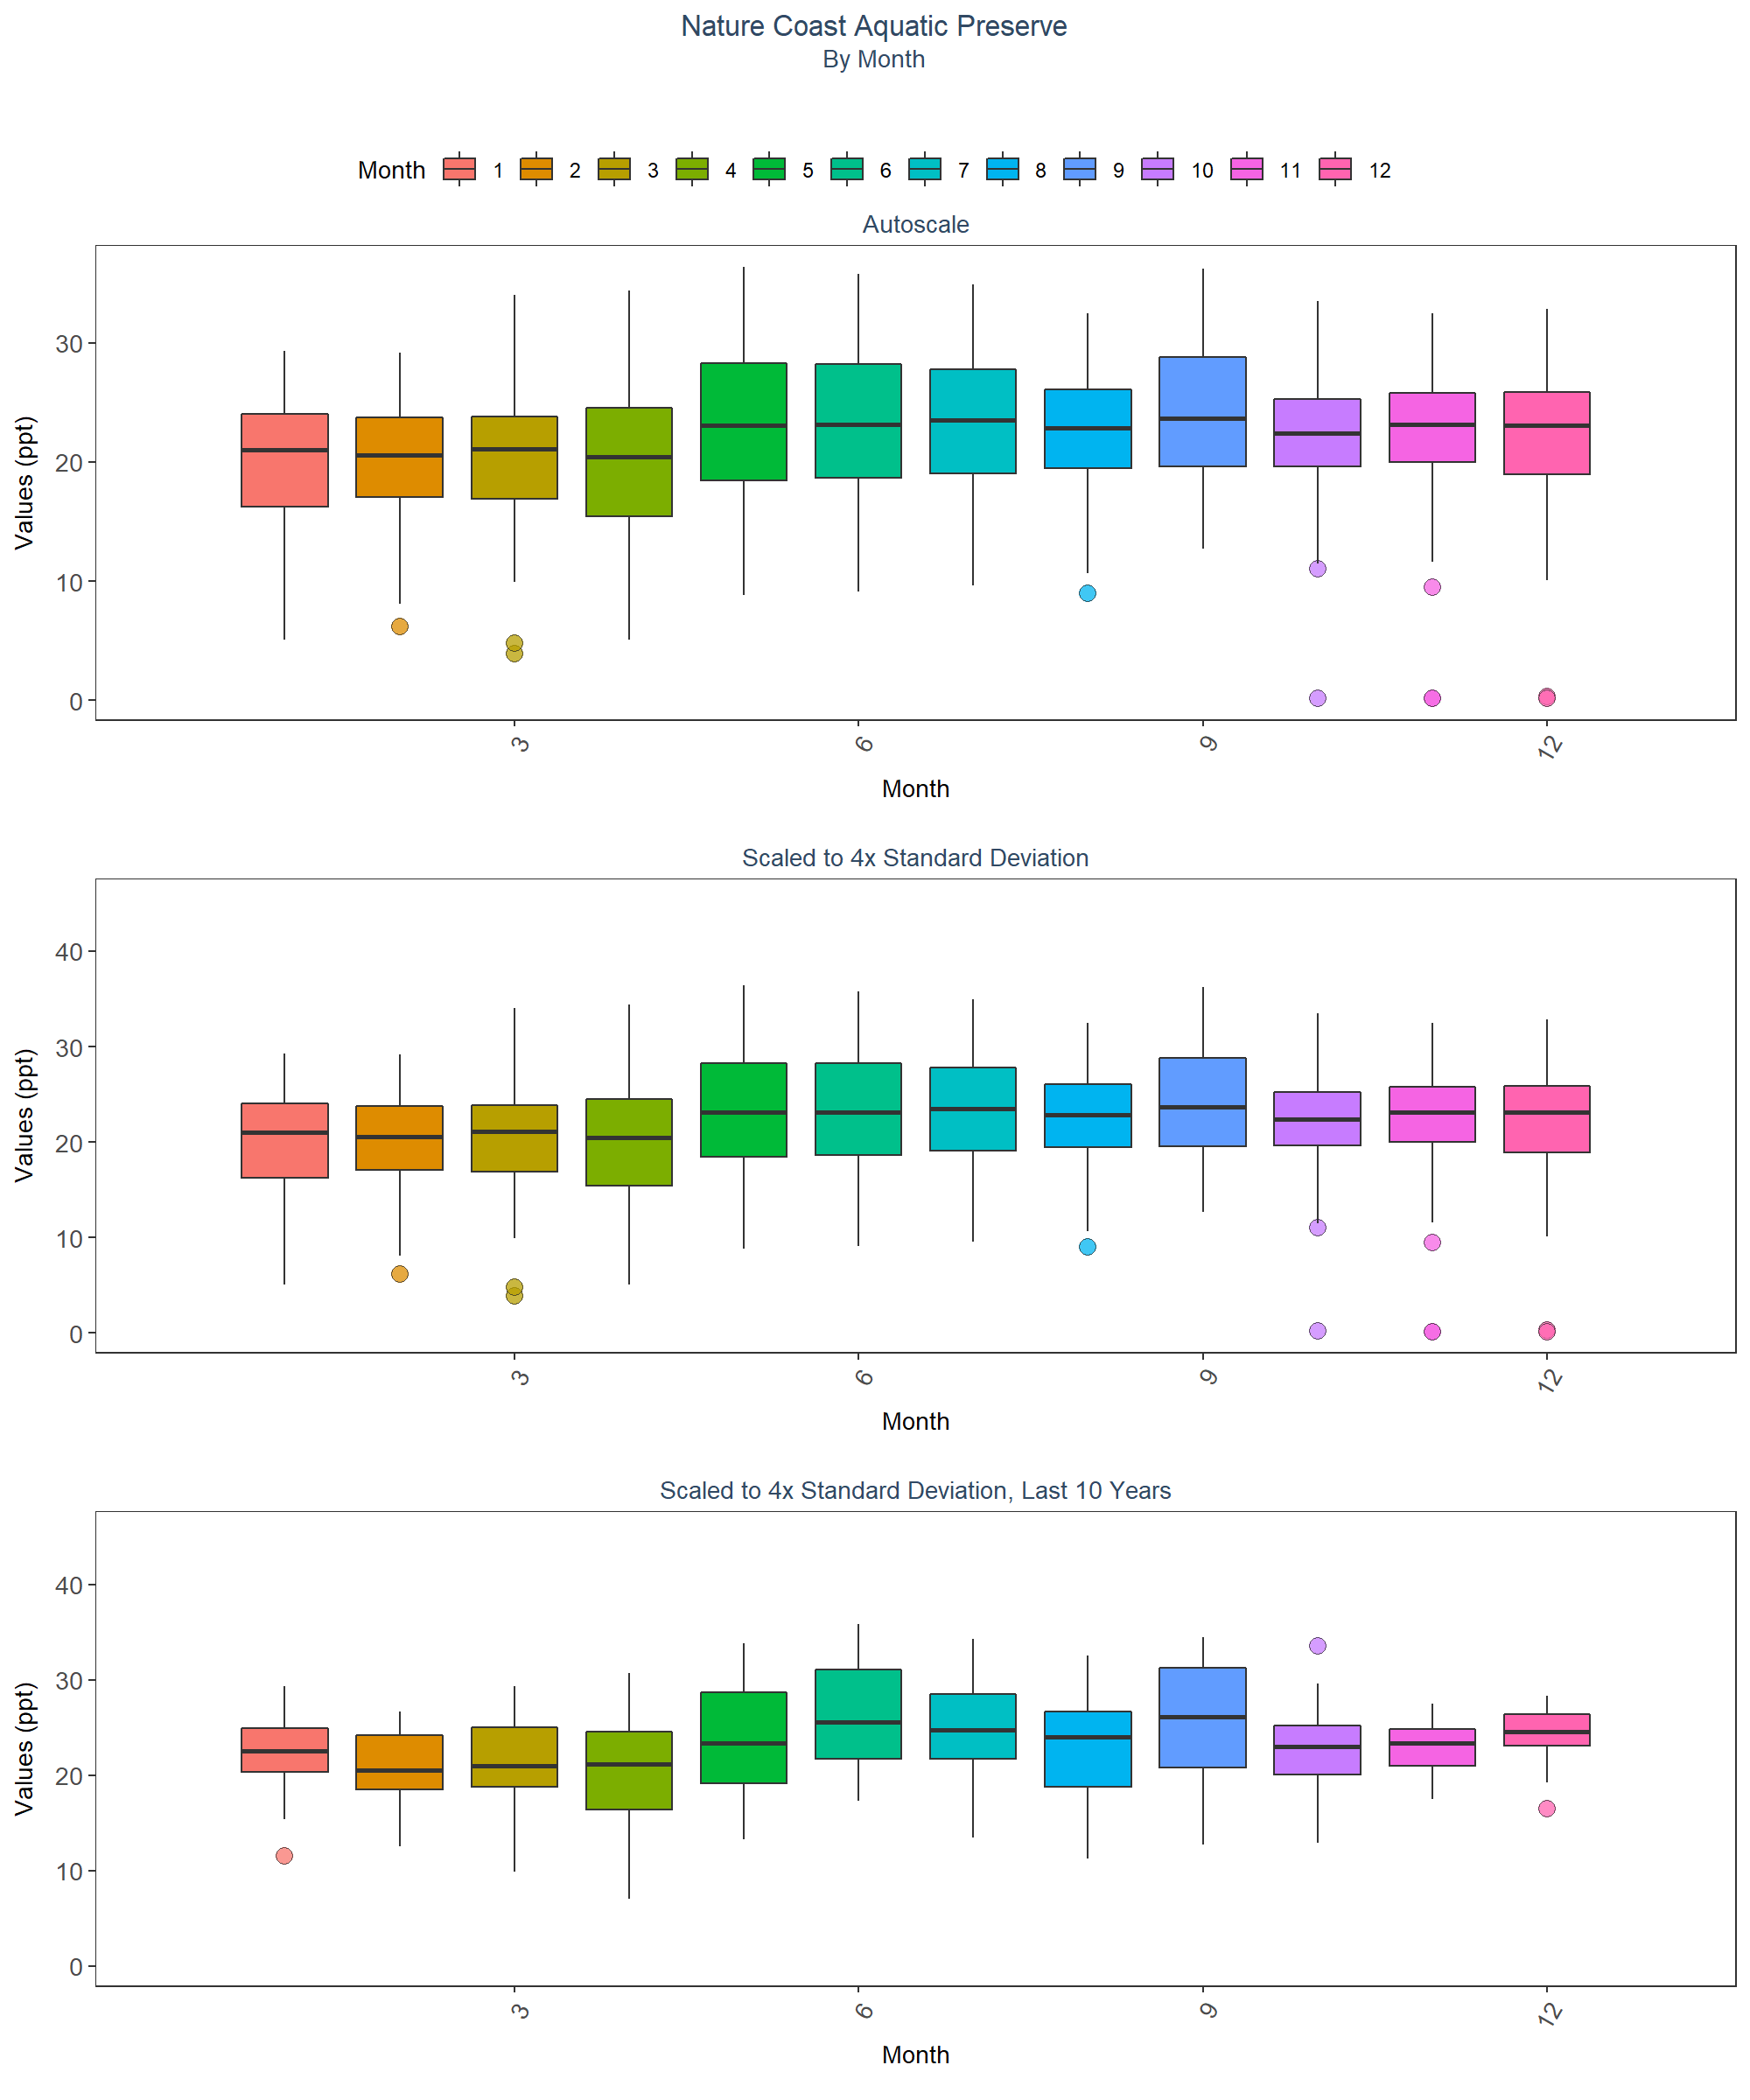 Nature Coast Aquatic Preserve
By Month
Month 1 2 3 4 5 6 7 8 9 10 11 12
Autoscale
Values (ppt)
30
20
10
0
3 6 9 12
Month
Scaled to 4x Standard Deviation
Values (ppt)
40
30
20
10
0
3 6 9 12
Month
Scaled to 4x Standard Deviation, Last 10 Years
Values (ppt)
40
30
20
10
0
3 6 9 12
Month